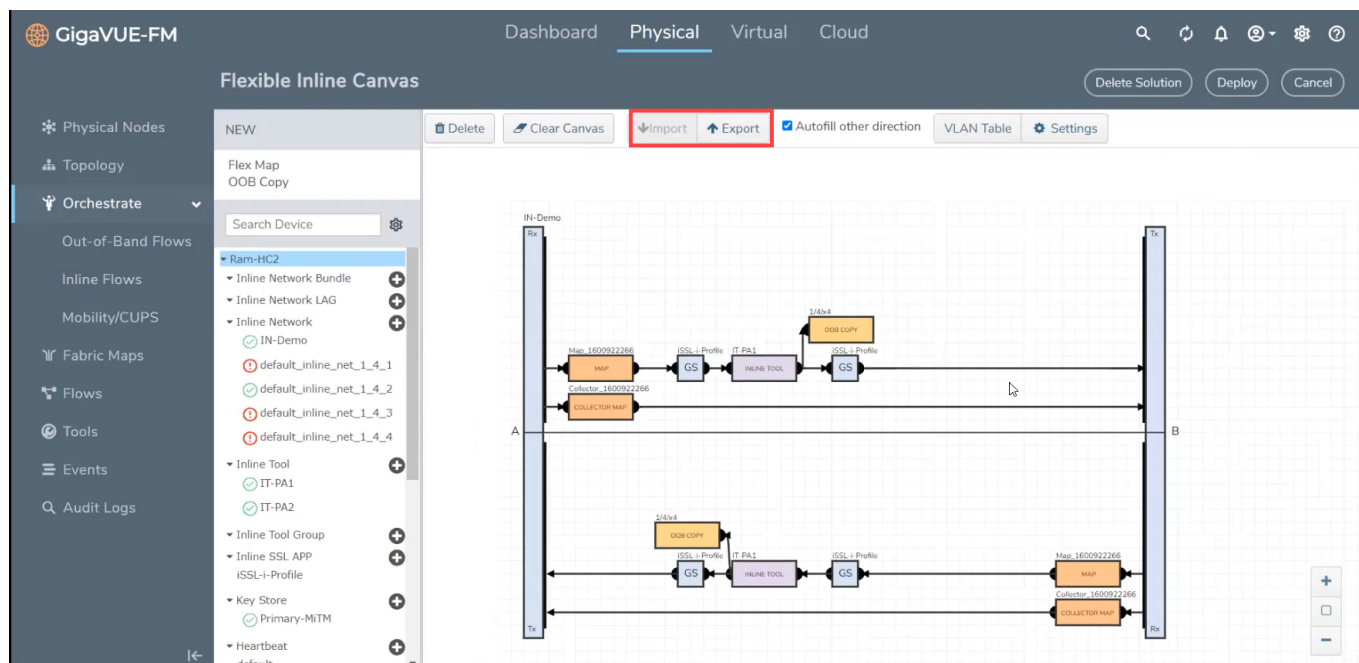 GigaVUE-FM
Dashboard Physical Virtual Cloud
Flexible Inline Canvas
Delete Solution Deploy Cancel
Physical Nodes
Topology
Orchestrate
Out-of-Band Flows
Inline Flows
Mobility/CUPS
Fabric Maps
Flows
Tools
Events
Audit Logs
NEW
Flex Map
OOB Copy
Search Device
Ram-HC2
Inline Network Bundle
Inline Network LAG
Inline Network
IN-Demo
default_inline_net_1_4_1
default_inline_net_1_4_2
default_inline_net_1_4_3
default_inline_net_1_4_4
Inline Tool
IT-PA1
IT-PA2
Inline Tool Group
Inline SSL APP
iSSL-i-Profile
Key Store
Primary-MiTM
Heartbeat
default
Delete Clear Canvas Import Export Autofill other direction VLAN Table Settings
IN-Demo
Rx Tx
1/4/x4
OOB COPY
Map_1600922266 iSSL-i-Profile IT-PA1 iSSL-i-Profile
MAP GS INLINE TOOL GS
Collector_1600922266
COLLECTOR MAP
A B
1/4/x4
OOB COPY
iSSL-i-Profile IT-PA1 iSSL-i-Profile Map_1600922266
GS INLINE TOOL GS MAP
Collector_1600922266
COLLECTOR MAP
Tx Rx